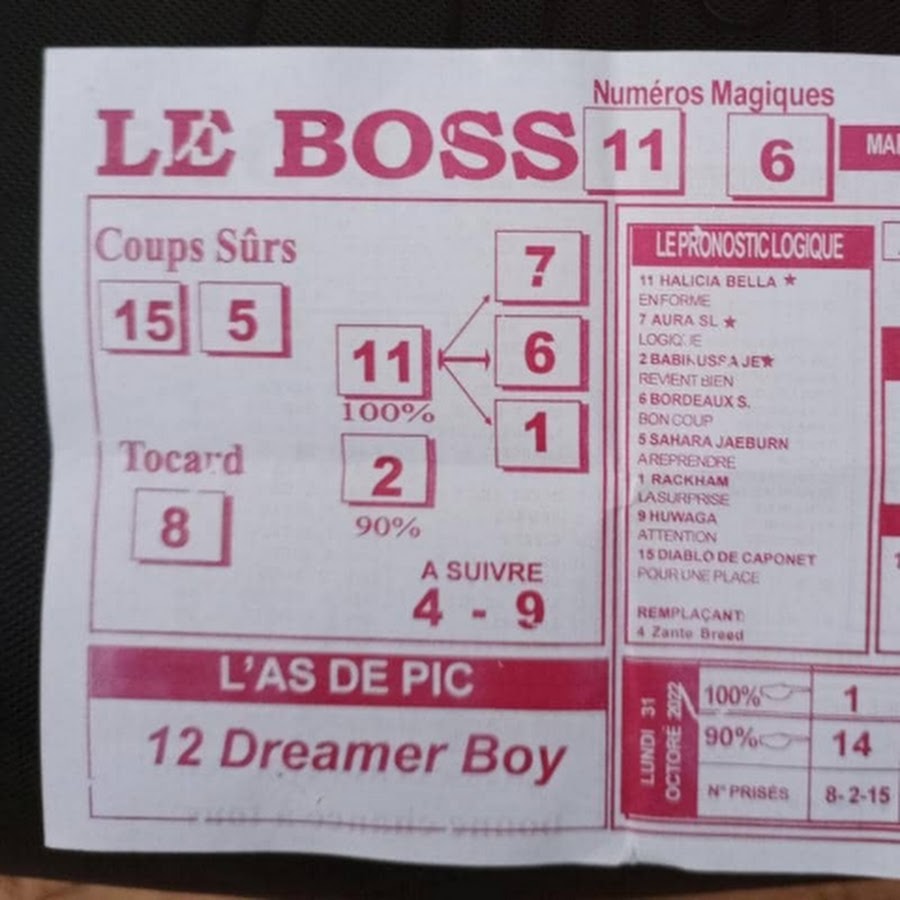 Numéros Magiques
LE BOSS 11 6
Coups Sûrs
15 5
11
100%
7
6
1
2
90%
Tocard
8
A SUIVRE
4 - 9
L'AS DE PIC
12 Dreamer Boy
LE PRONOSTIC LOGIQUE
11 HALICIA BELLA ★
EN FORME
7 AURA SL ★
LOGIQUE
2
REVIENT BIEN
6 BORDEAUX S.
BON COUP
5 SAHARA JAEBURN
A REPRENDRE
1 RACKHAM
LA SURPRISE
9 HUWAGA
ATTENTION
15 DIABLO DE CAPONET
POUR UNE PLACE
REMPLAÇANT:
4 Zante Breed
LUNDI 31
OCTORE 2022
100% 1
90% 14
N° PRISES 8-2-15